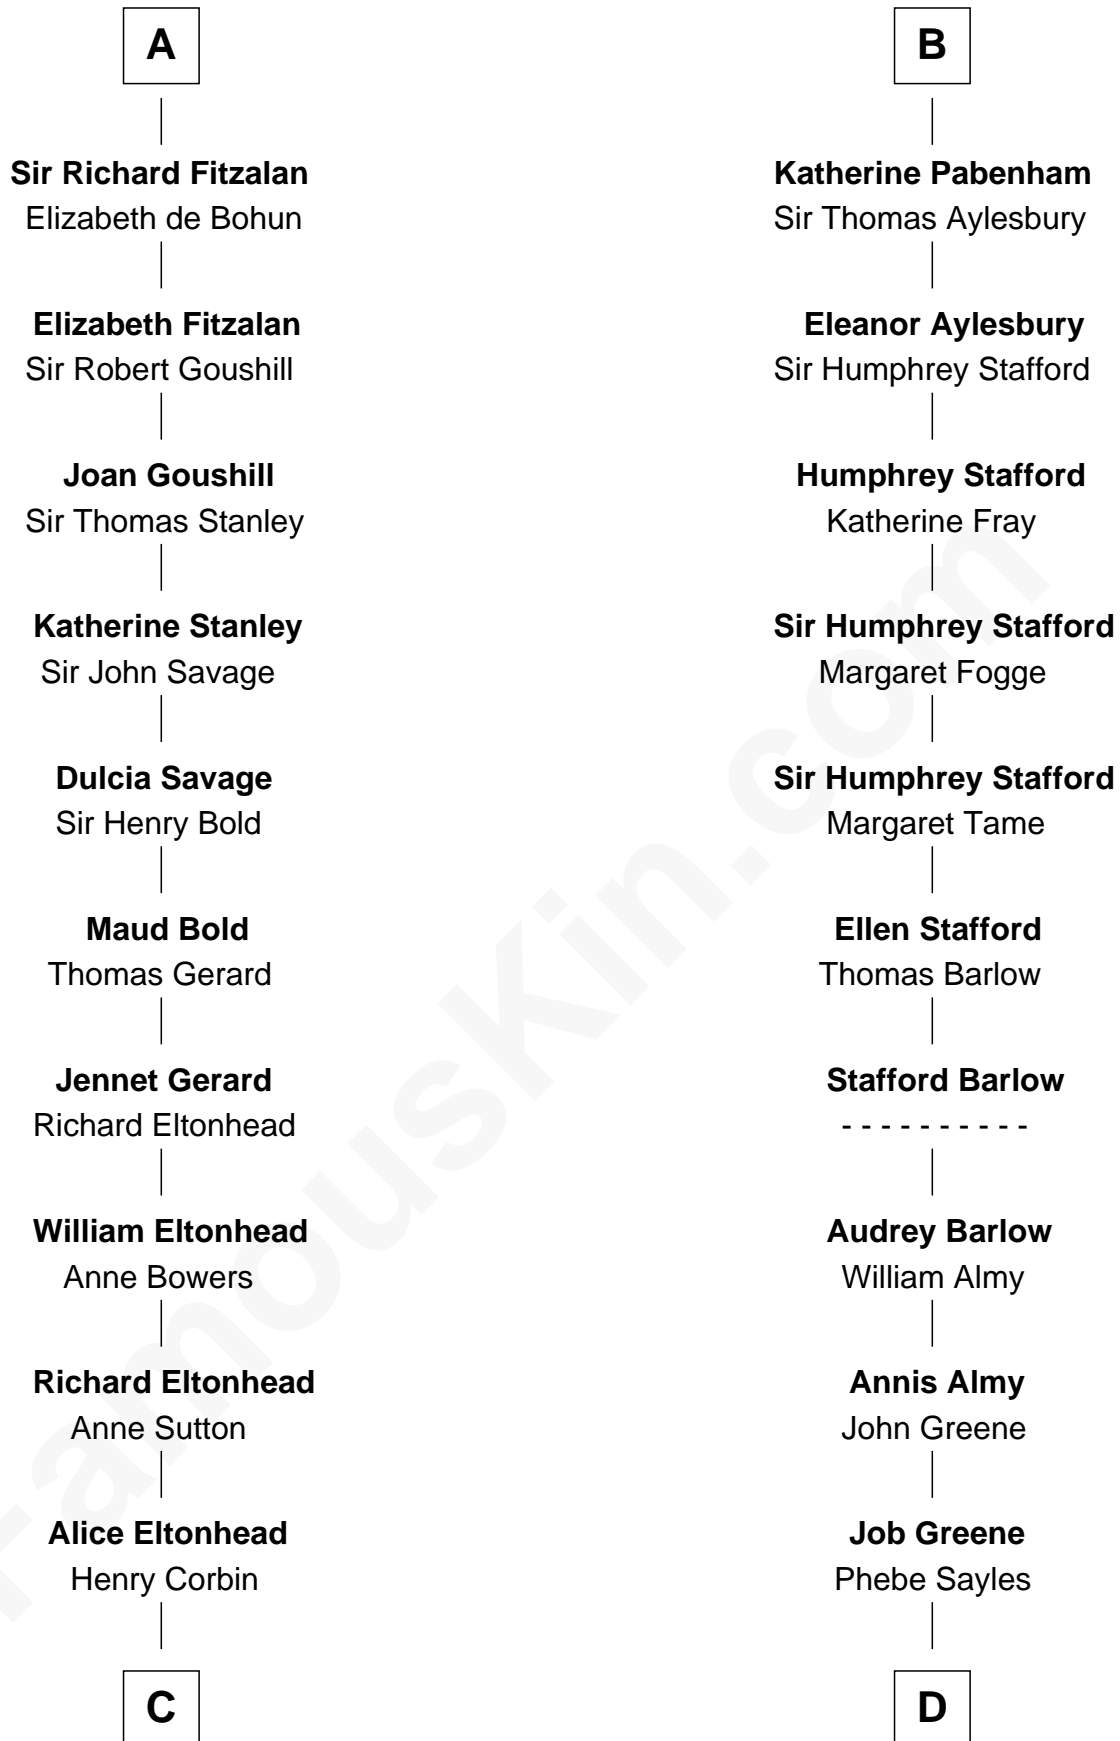 A
Sir Richard Fitzalan
Elizabeth de Bohun
Elizabeth Fitzalan
Sir Robert Goushill
Joan Goushill
Sir Thomas Stanley
Katherine Stanley
Sir John Savage
Dulcia Savage
Sir Henry Bold
Maud Bold
Thomas Gerard
Jennet Gerard
Richard Eltonhead
William Eltonhead
Anne Bowers
Richard Eltonhead
Anne Sutton
Alice Eltonhead
Henry Corbin
C
B
Katherine Pabenham
Sir Thomas Aylesbury
Eleanor Aylesbury
Sir Humphrey Stafford
Humphrey Stafford
Katherine Fray
Sir Humphrey Stafford
Margaret Fogge
Sir Humphrey Stafford
Margaret Tame
Ellen Stafford
Thomas Barlow
Stafford Barlow
- - - - - - - - - -
Audrey Barlow
William Almy
Annis Almy
John Greene
Job Greene
Phebe Sayles
D
FamousKin.com